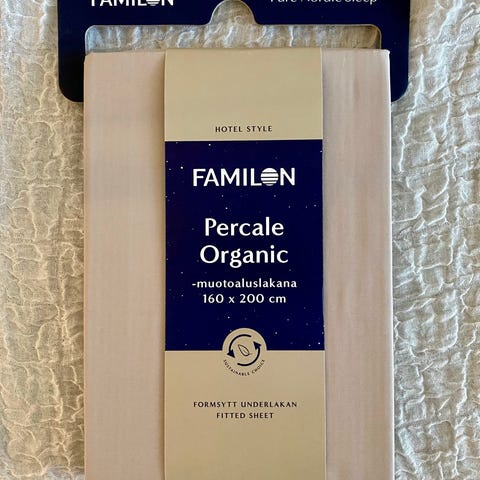 FAMILON
Pure Nordic Sleep
HOTEL STYLE
FAMILON
Percale
Organic
-muotoaluslakana
160 x 200 cm
SUSTAINABLE CHOICE
FORMSYTT UNDERLAKAN
FITTED SHEET